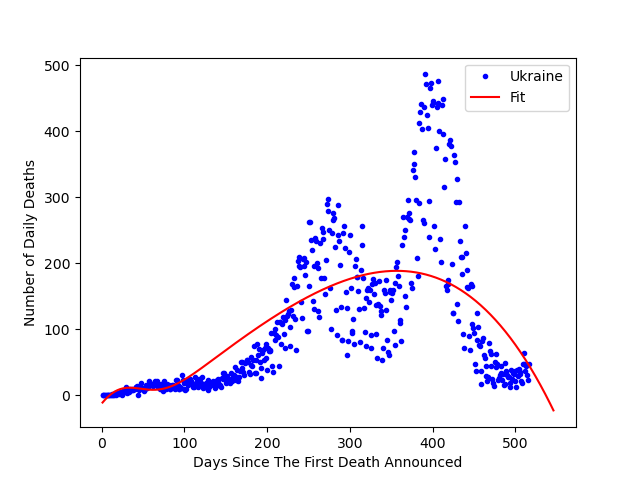 500
400
300
200
100
0
Number of Daily Deaths
Ukraine
Fit
0 100 200 300 400 500
Days Since The First Death Announced